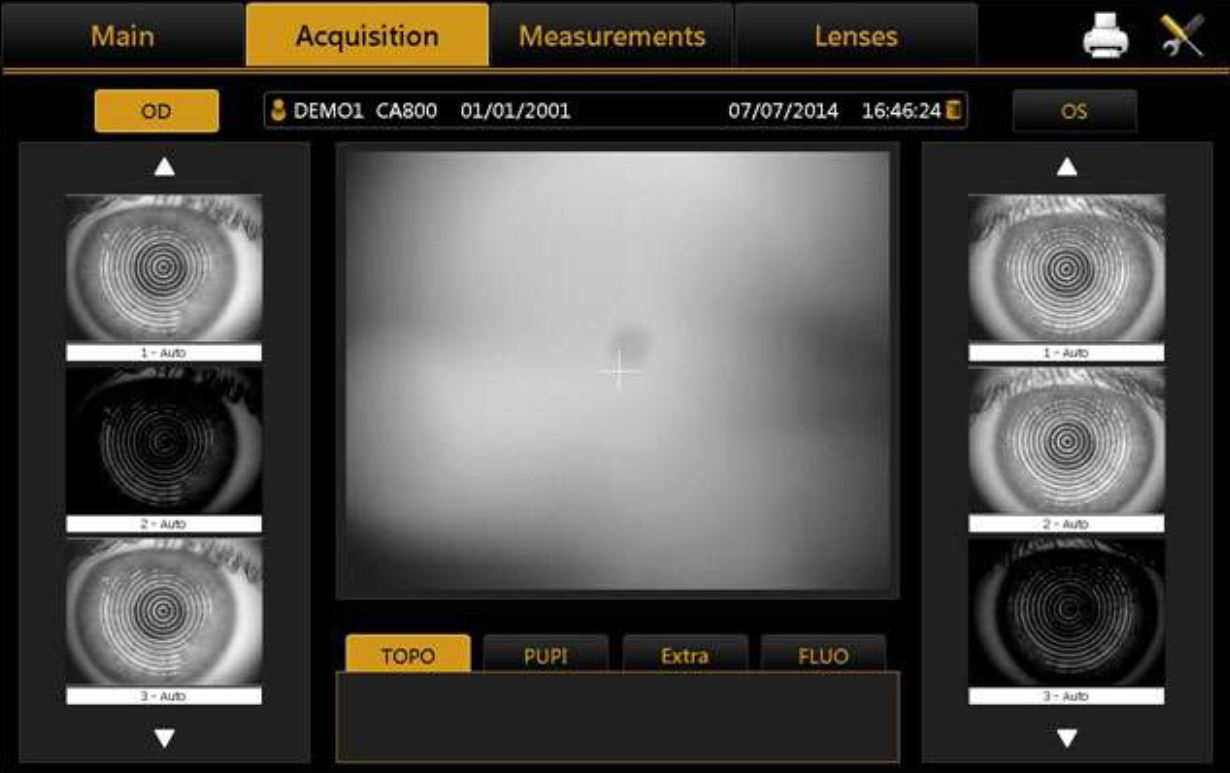 Main Acquisition Measurements Lenses
OD DEMO1 CA800 01/01/2001 07/07/2014 16:46:24 OS
1 - Auto 1 - Auto
2 - Auto 2 - Auto
3 - Auto 3 - Auto
TOPO PUPI Extra FLUO